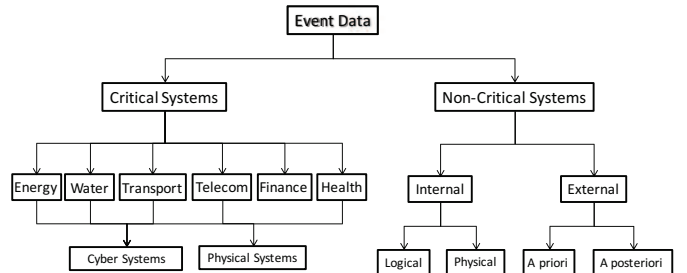 Event Data
Critical Systems
Non-Critical Systems
Energy
Water
Transport
Telecom
Finance
Health
Internal
External
Cyber Systems
Physical Systems
Logical
Physical
A priori
A posteriori